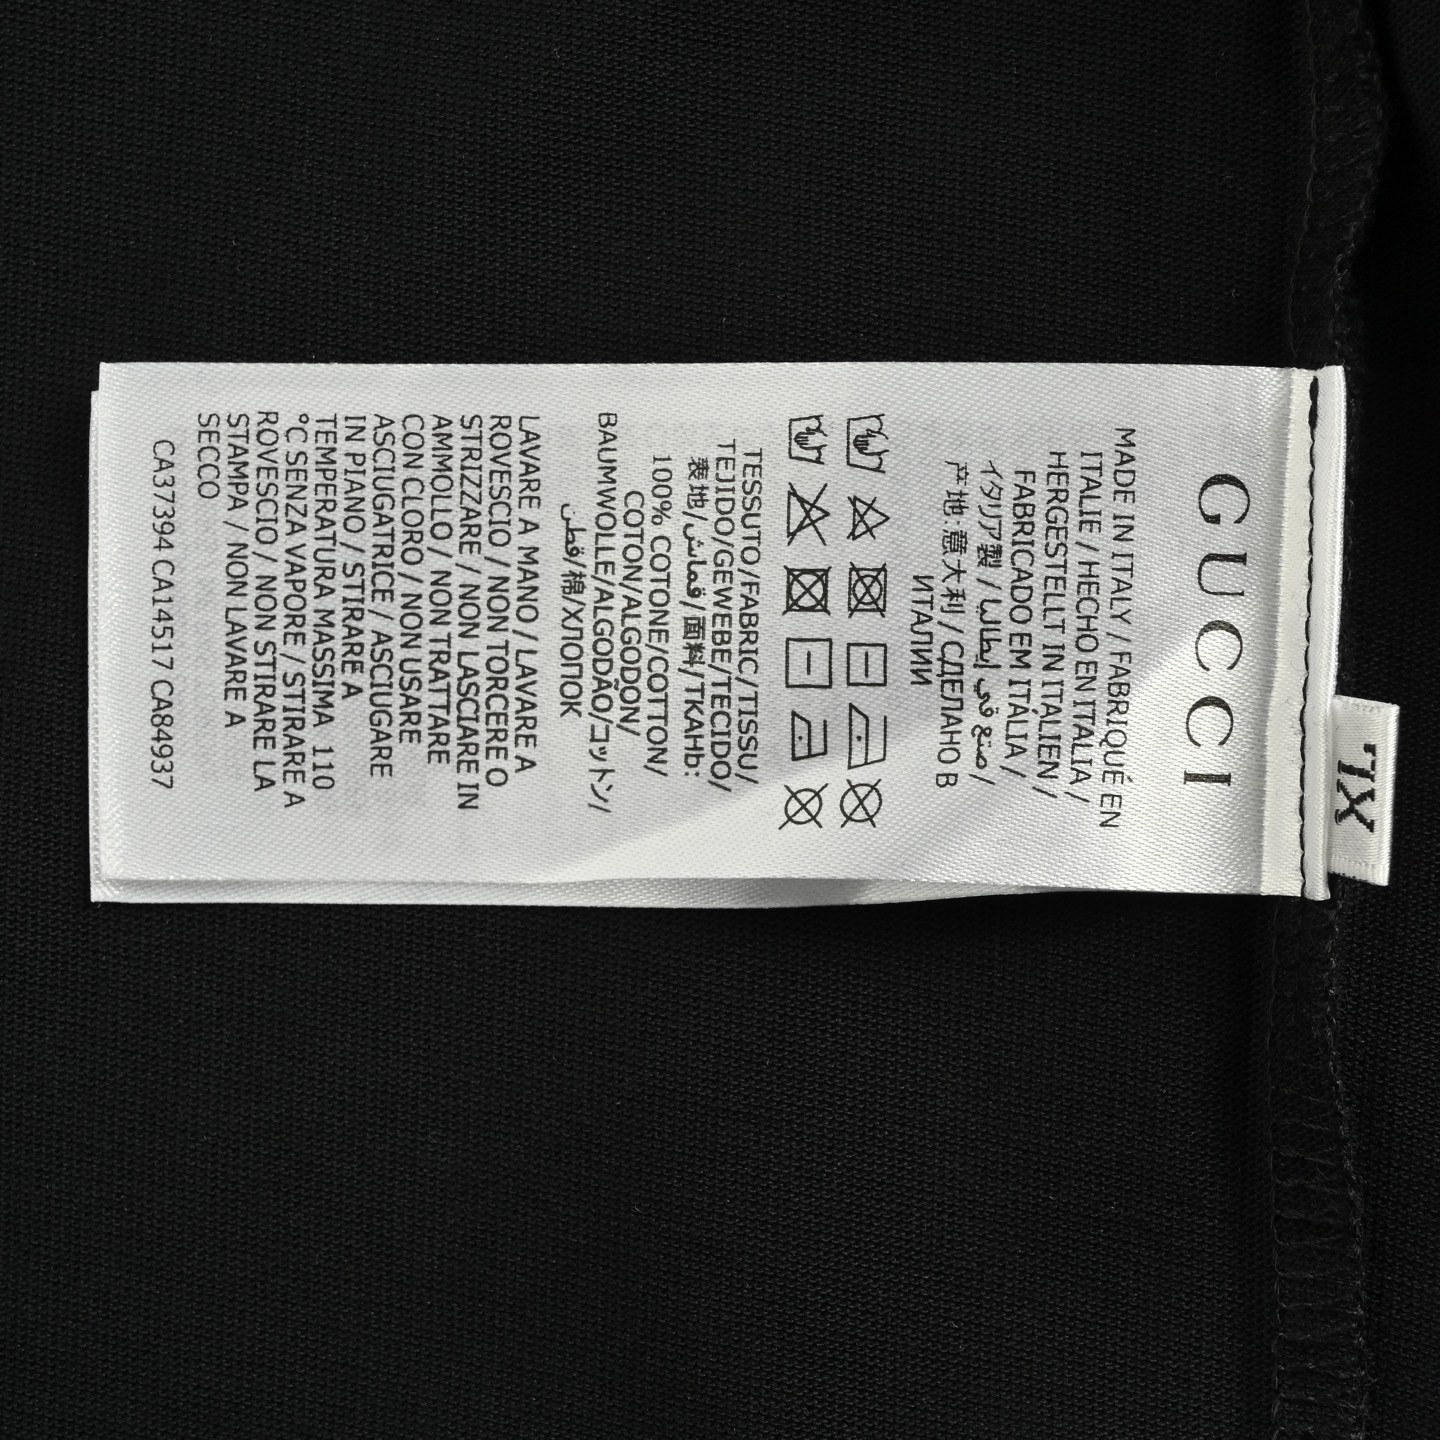 XL
GUCCI
MADE IN ITALY / FABRIQUÉ EN
ITALIE / HECHO EN ITALIA /
HERGESTELLT IN ITALIEN /
FABRICADO EM ITÁLIA /
イタリア製 / صنع في إيطاليا /
产地:意大利 / СДЕЛАНО В
ИТАЛИИ
TESSUTO/FABRIC/TISSU/
TEJIDO/GEWEBE/TECIDO/
表地/قماش/面料/TKAHb:
100% COTONE/COTTON/
COTON/ALGODON/
BAUMWOLLE/ALGODÃO/コットン/
قطن/棉/ХЛОПОК
LAVARE A MANO / LAVARE A
ROVESCIO / NON TORCERE O
STRIZZARE / NON LASCIARE IN
AMMOLLO / NON TRATTARE
CON CLORO / NON USARE
ASCIUGATRICE / ASCIUGARE
IN PIANO / STIRARE A
TEMPERATURA MASSIMA 110
°C SENZA VAPORE / STIRARE A
ROVESCIO / NON STIRARE LA
STAMPA / NON LAVARE A
SECCO
CA37394 CA14517 CA84937